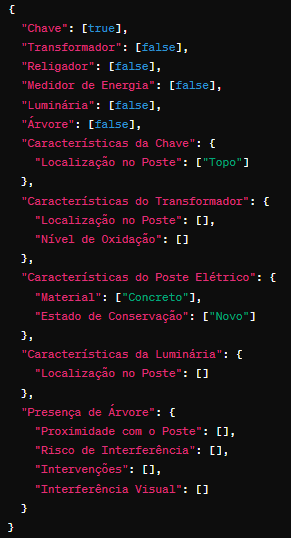 {
"Chave": [true],
"Transformador": [false],
"Religador": [false],
"Medidor de Energia": [false],
"Luminária": [false],
"Árvore": [false],
"Características da Chave": {
"Localização no Poste": ["Topo"]
},
"Características do Transformador": {
"Localização no Poste": [],
"Nível de Oxidação": []
},
"Características do Poste Elétrico": {
"Material": ["Concreto"],
"Estado de Conservação": ["Novo"]
},
"Características da Luminária": {
"Localização no Poste": []
},
"Presença de Árvore": {
"Proximidade com o Poste": [],
"Risco de Interferência": [],
"Intervenções": [],
"Interferência Visual": []
}
}